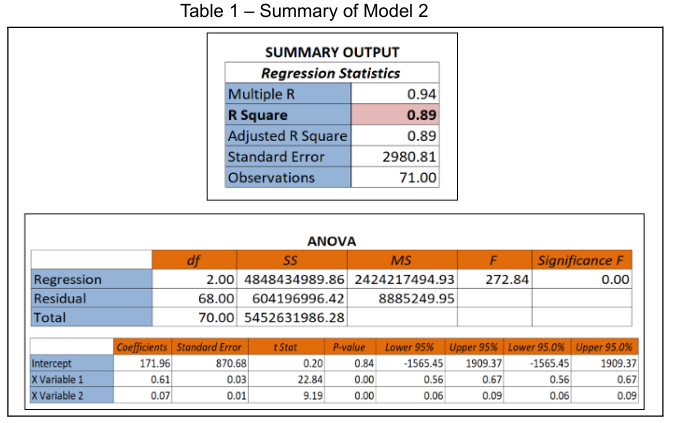 Table 1 – Summary of Model 2
SUMMARY OUTPUT
Regression Statistics
Multiple R 0.94
R Square 0.89
Adjusted R Square 0.89
Standard Error 2980.81
Observations 71.00
ANOVA
df SS MS F Significance F
Regression 2.00 4848434989.86 2424217494.93 272.84 0.00
Residual 68.00 604196996.42 8885249.95
Total 70.00 5452631986.28
Coefficients Standard Error t Stat P-value Lower 95% Upper 95% Lower 95.0% Upper 95.0%
Intercept 171.96 870.68 0.20 0.84 -1565.45 1909.37 -1565.45 1909.37
X Variable 1 0.61 0.03 22.84 0.00 0.56 0.67 0.56 0.67
X Variable 2 0.07 0.01 9.19 0.00 0.06 0.09 0.06 0.09